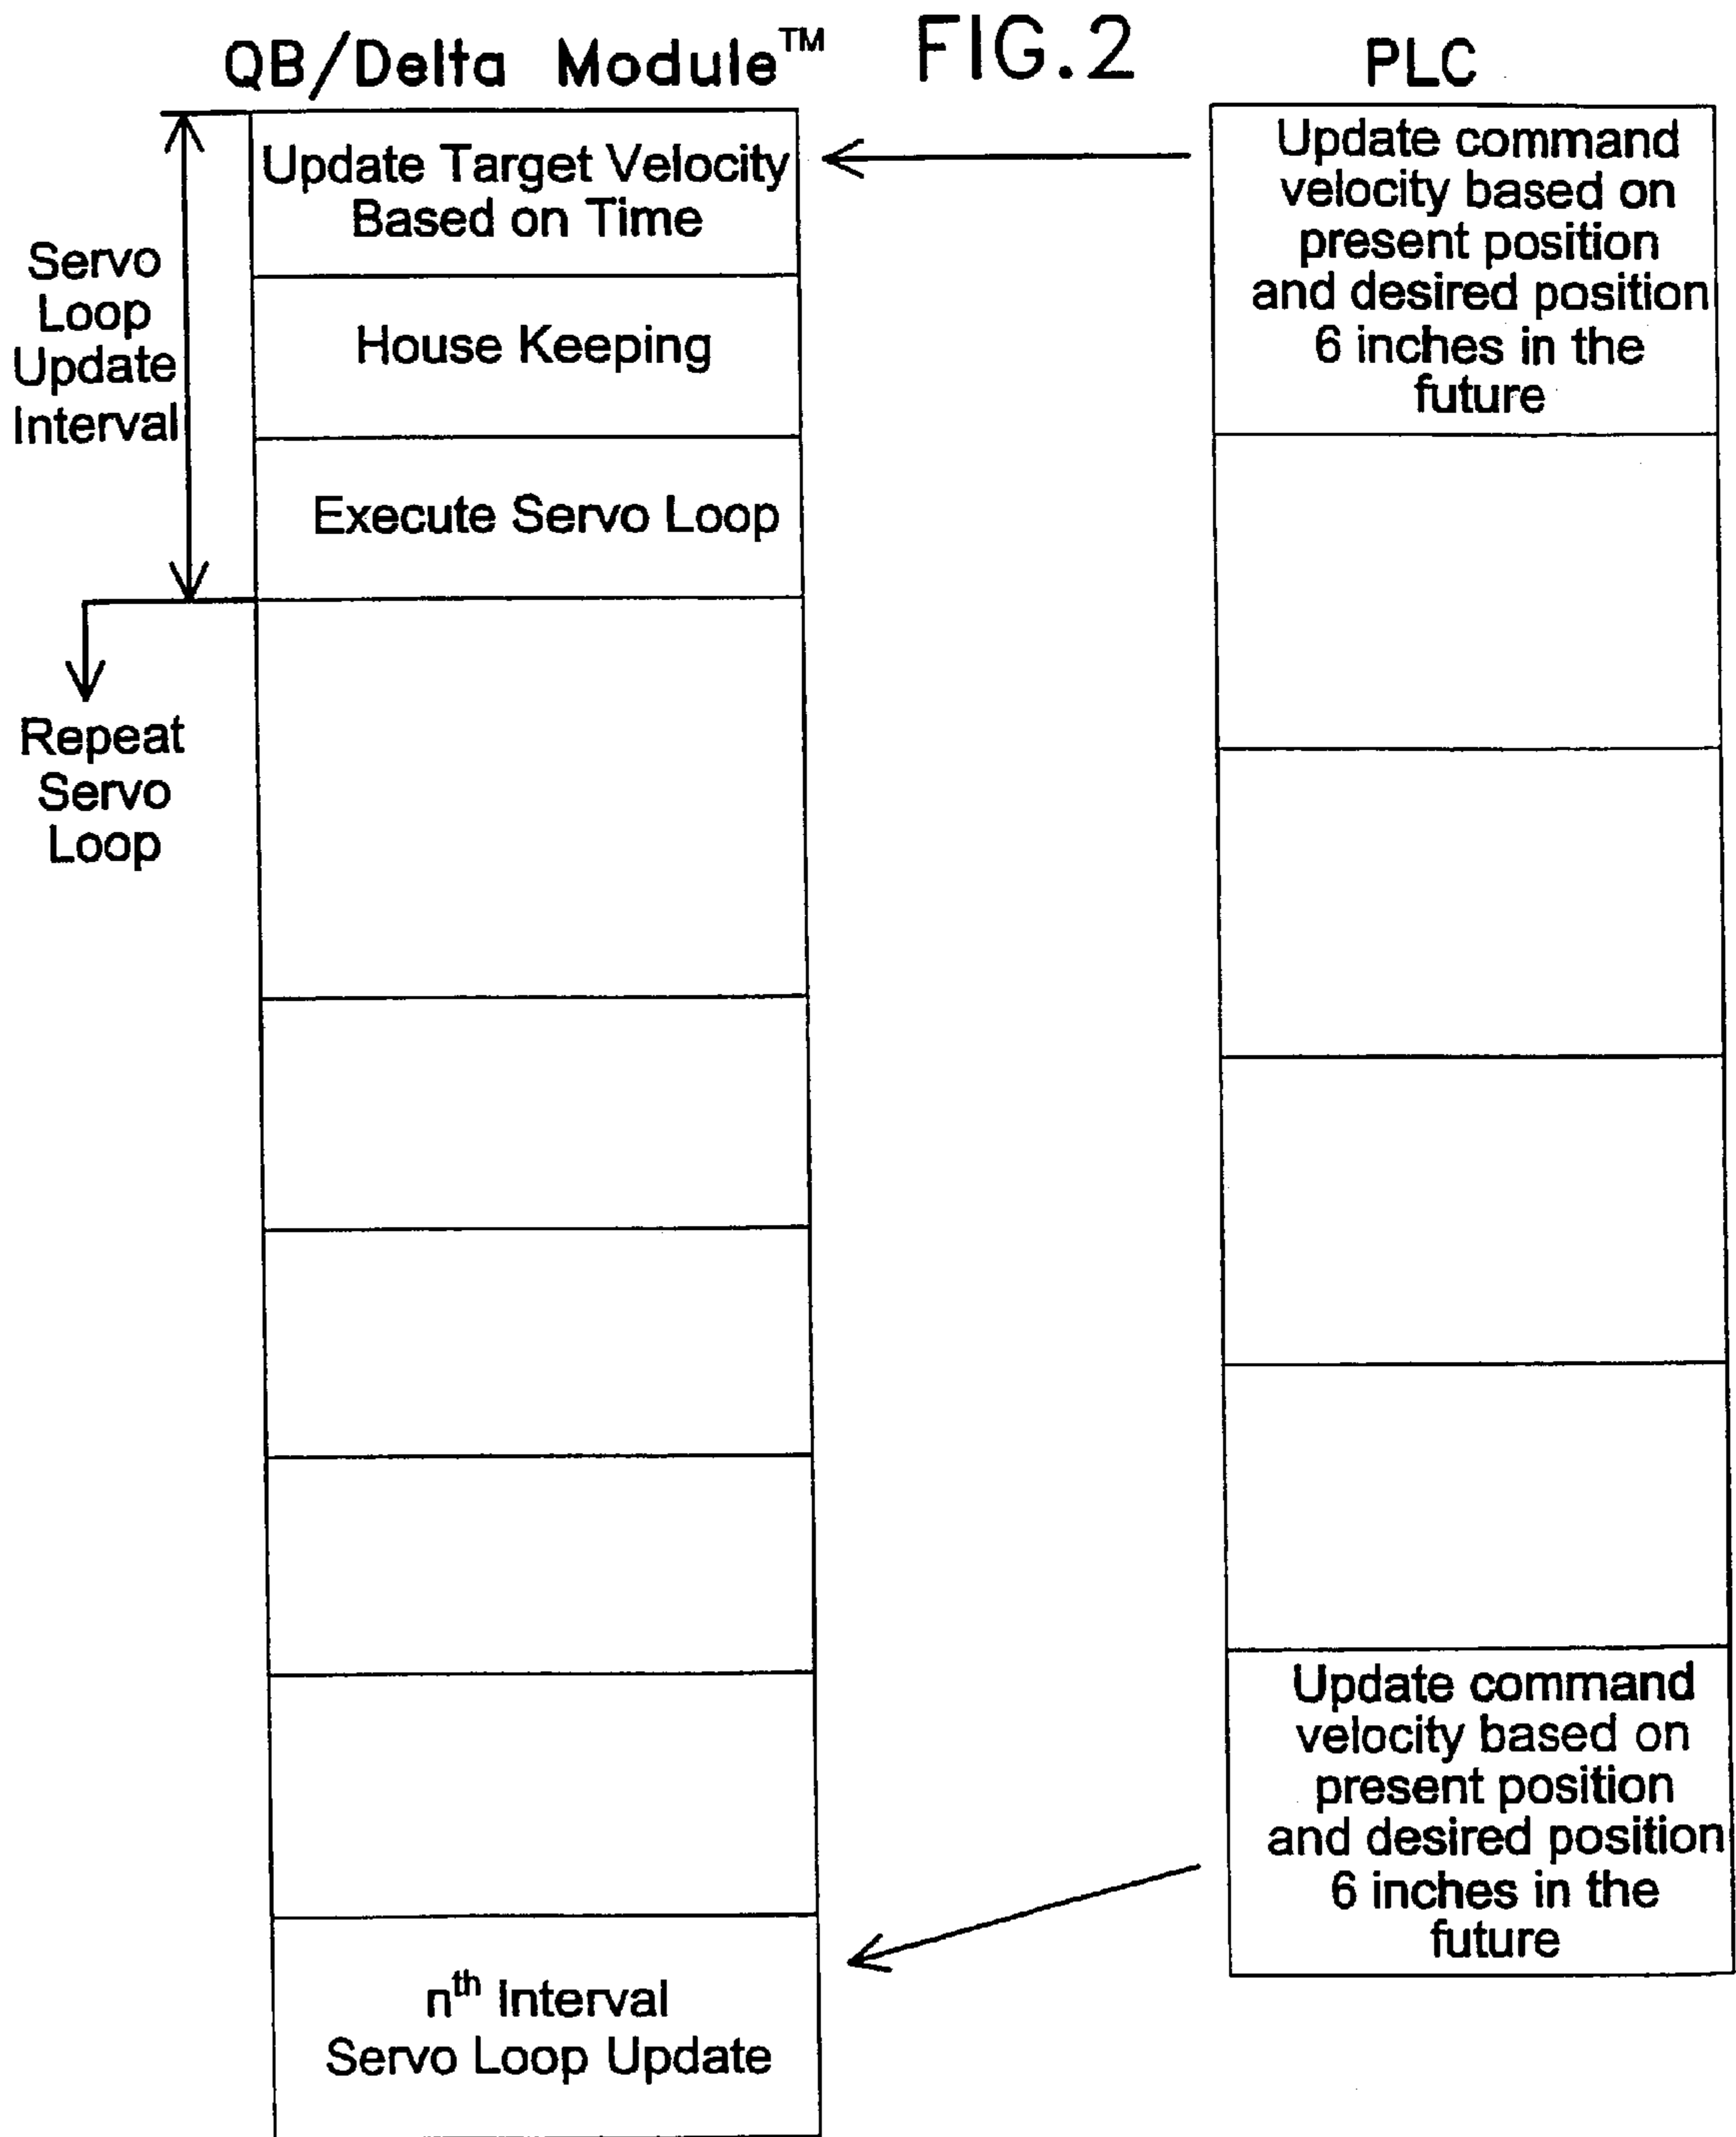 QB/Delta Module™
FIG.2
PLC
Servo
Loop
Update
Interval
Update Target Velocity
Based on Time
House Keeping
Execute Servo Loop
Repeat
Servo
Loop
nth Interval
Servo Loop Update
Update command
velocity based on
present position
and desired position
6 inches in the
future
Update command
velocity based on
present position
and desired position
6 inches in the
future